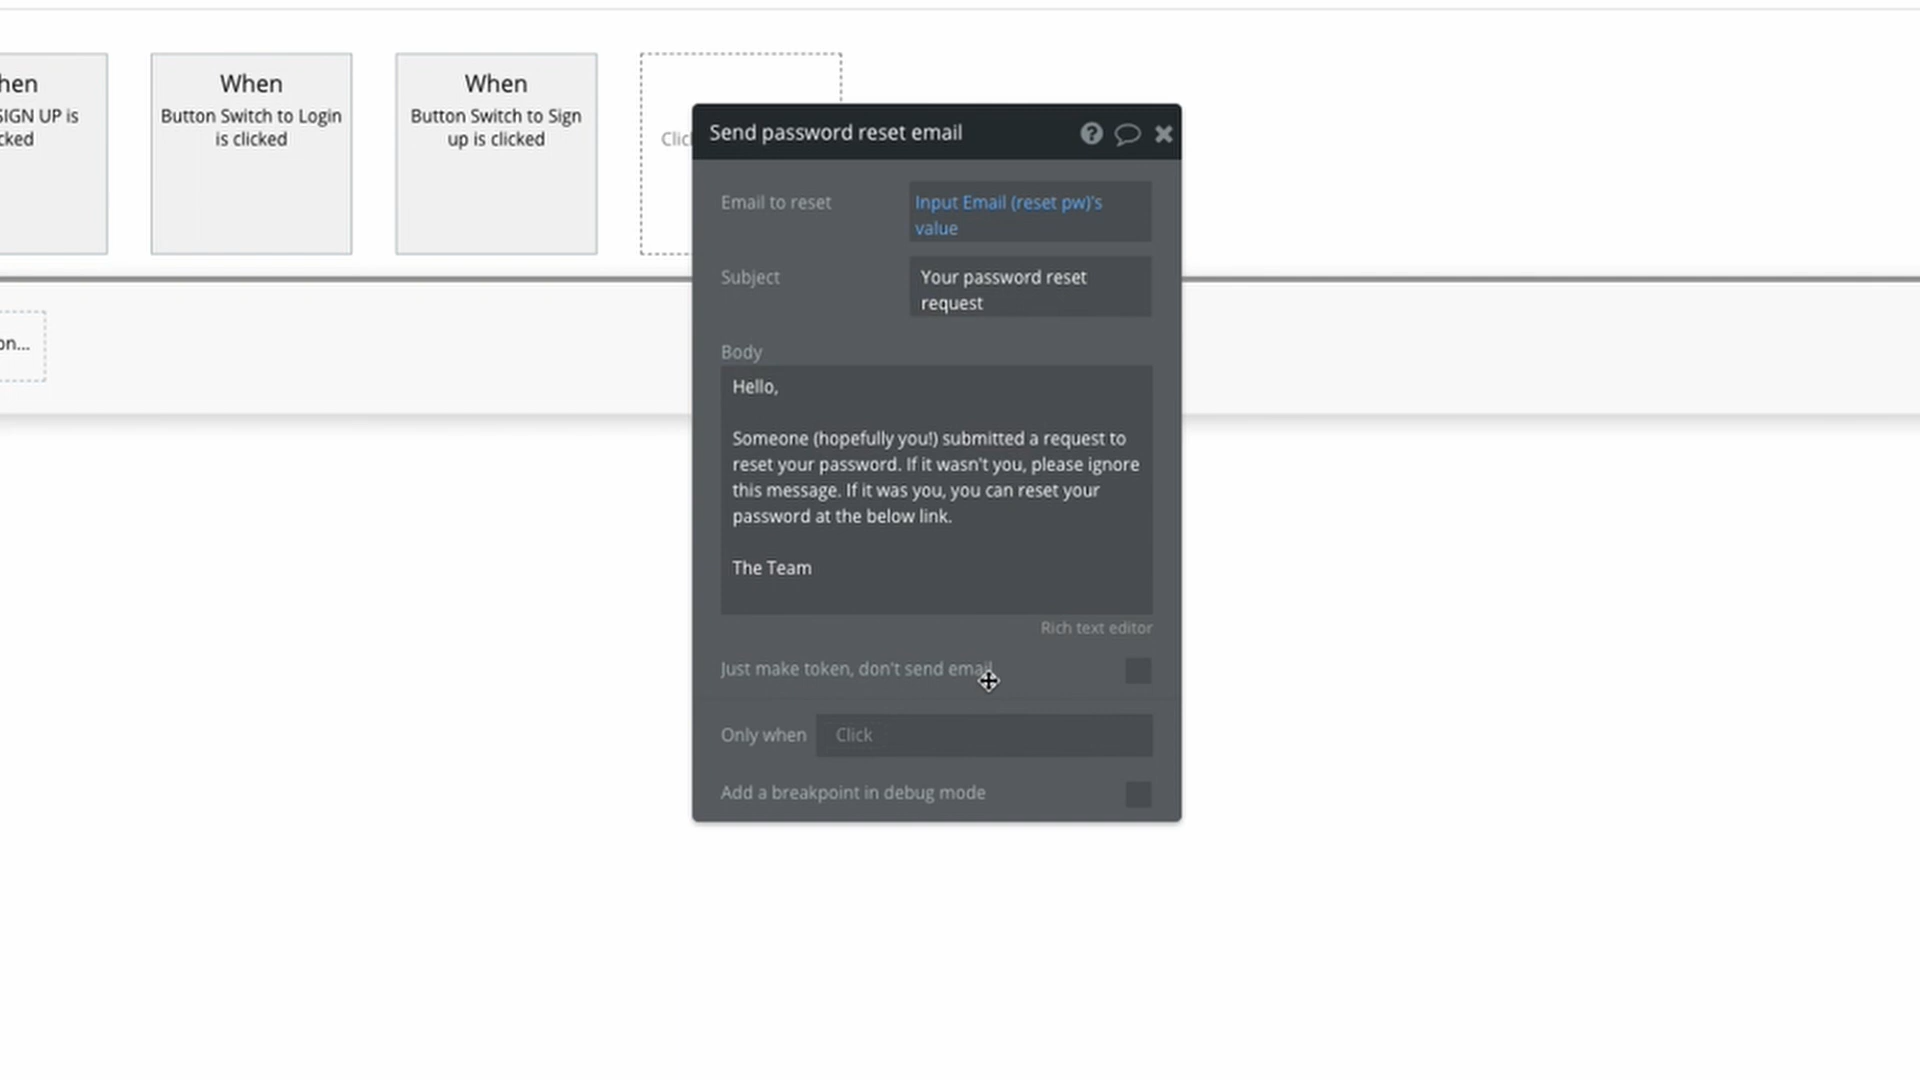 hen
SIGN UP is
cked
When
Button Switch to Login
is clicked
When
Button Switch to Sign
up is clicked
Clic
on...
Send password reset email
Email to reset
Input Email (reset pw)'s
value
Subject
Your password reset
request
Body
Hello,
Someone (hopefully you!) submitted a request to
reset your password. If it wasn't you, please ignore
this message. If it was you, you can reset your
password at the below link.
The Team
Rich text editor
Just make token, don't send email
Only when
Click
Add a breakpoint in debug mode